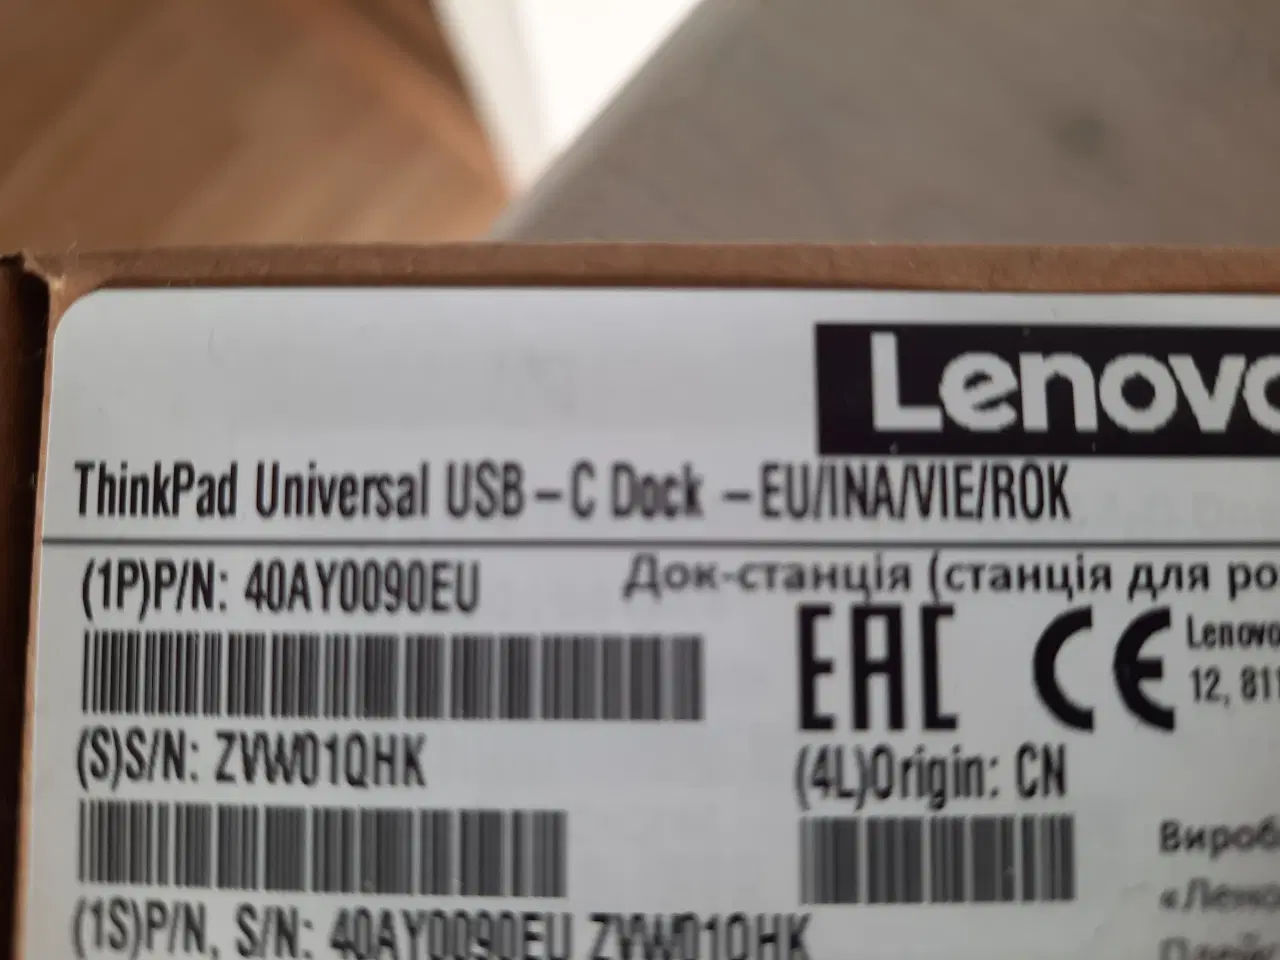 Lenovo
ThinkPad Universal USB-C Dock -EU/INA/VIE/ROK
(1P)P/N: 40AY0090EU
Док-станція (станція для
EAC CE Lenovo
12, 811
(S)S/N: ZVW01QHK
(4L)Origin: CN
(1S)P/N, S/N: 40AY0090EU ZVW01QHK